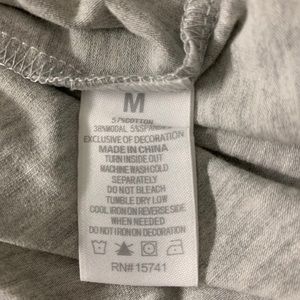 M
57%COTTON
38%MODAL 5%SPANDEX
EXCLUSIVE OF DECORATION
MADE IN CHINA
TURN INSIDE OUT
MACHINE WASH COLD
SEPARATELY
DO NOT BLEACH
TUMBLE DRY LOW
COOL IRON ON REVERSE SIDE
WHEN NEEDED
DO NOT IRON ON DECORATION
RN# 15741